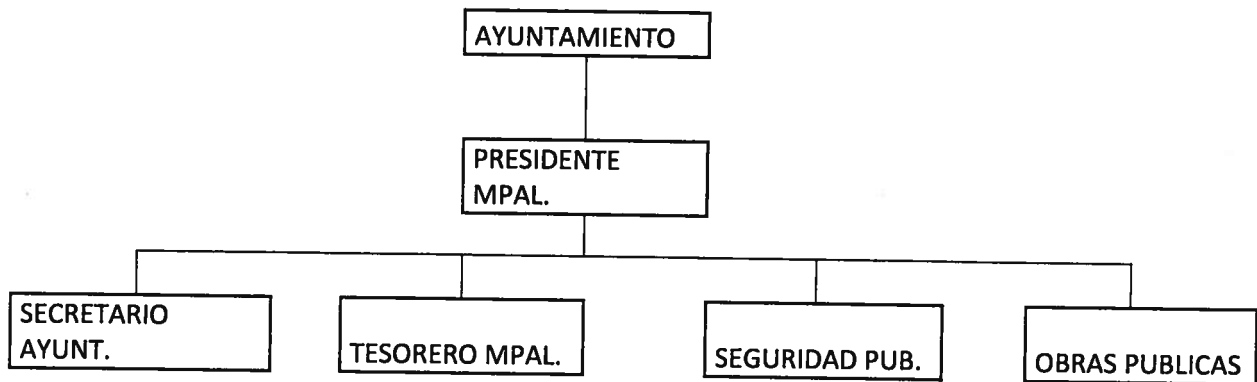 AYUNTAMIENTO
PRESIDENTE
MPAL.
SECRETARIO
AYUNT.
TESORERO MPAL.
SEGURIDAD PUB.
OBRAS PUBLICAS